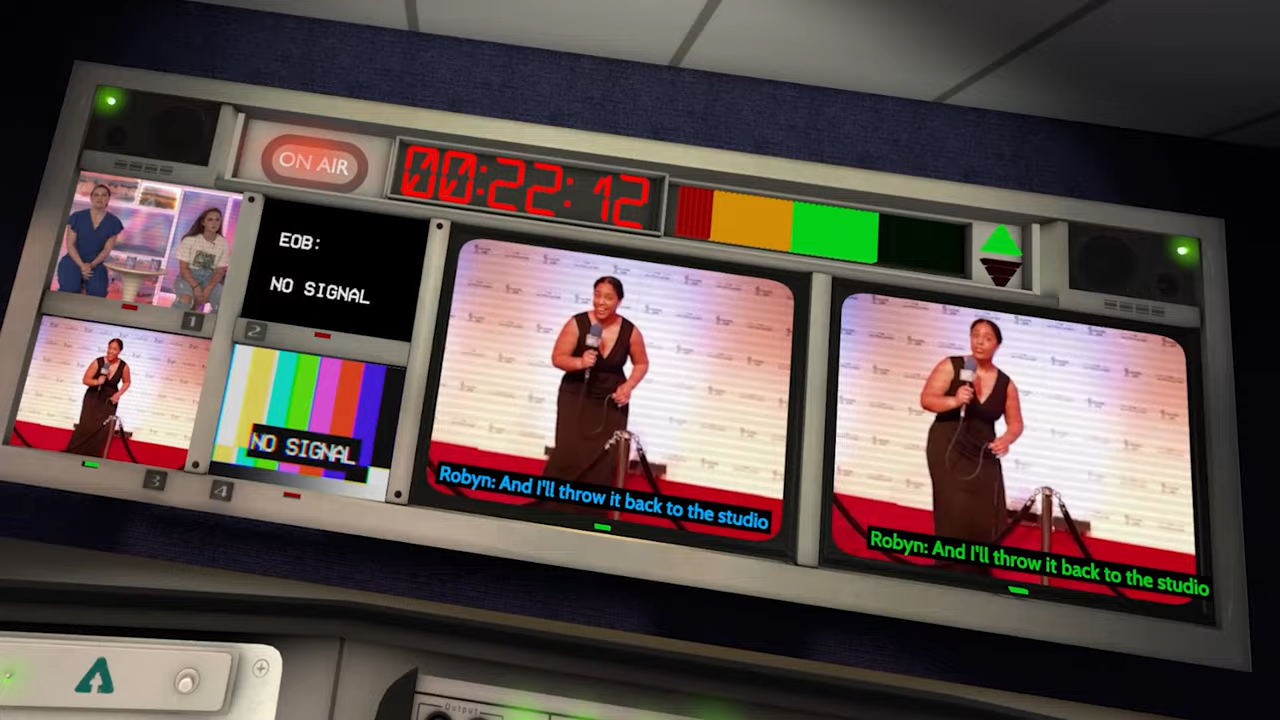 ON AIR
00:22:12
EOB:
NO SIGNAL
1
2
NO SIGNAL
3
4
Robyn: And I'll throw it back to the studio
Robyn: And I'll throw it back to the studio
Output